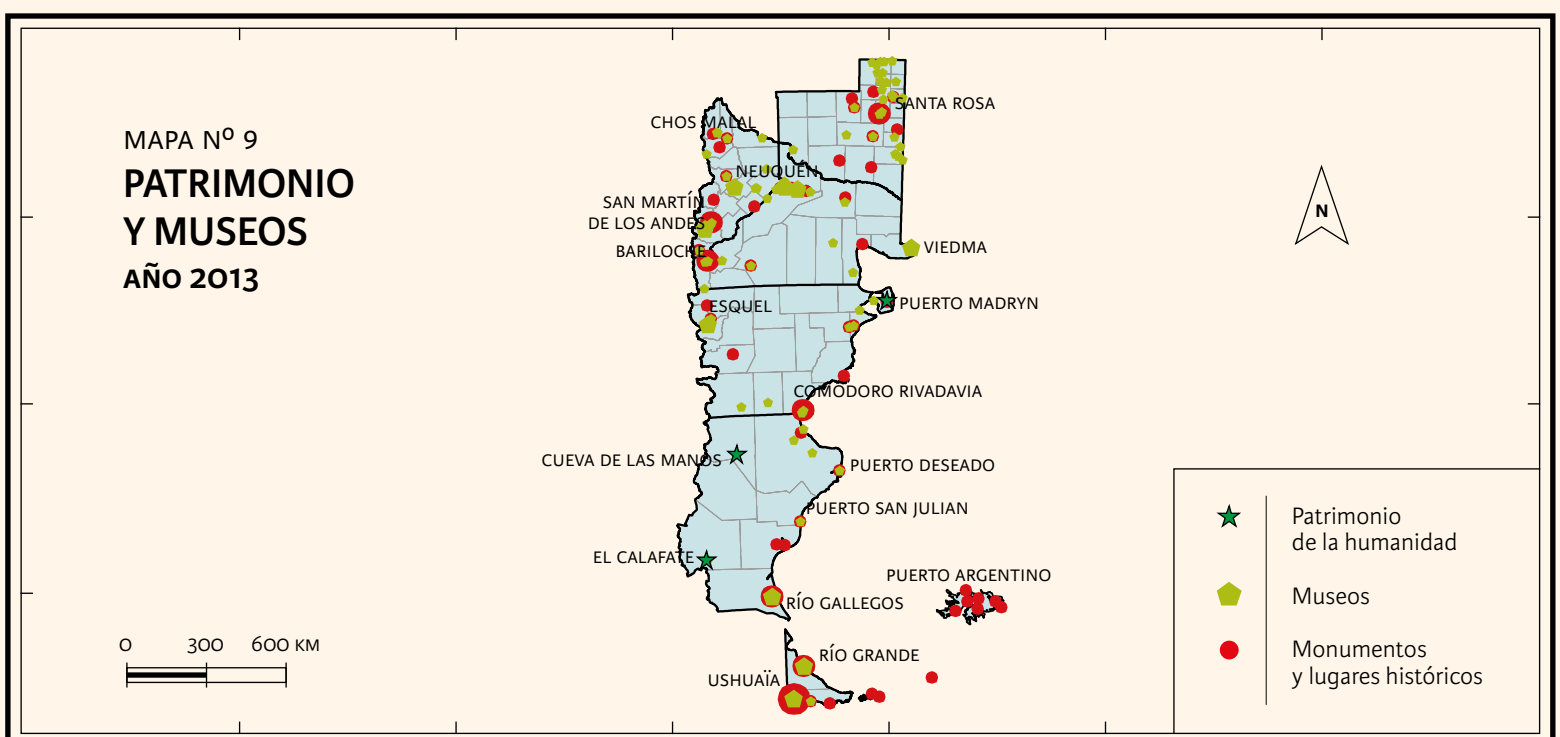 MAPA Nº 9
PATRIMONIO
Y MUSEOS
AÑO 2013
SANTA ROSA
CHOS MALAL
NEUQUÉN
SAN MARTÍN
DE LOS ANDES
BARILOCHE
VIEDMA
ESQUEL
PUERTO MADRYN
COMODORO RIVADAVIA
CUEVA DE LAS MANOS
PUERTO DESEADO
PUERTO SAN JULIAN
EL CALAFATE
PUERTO ARGENTINO
RÍO GALLEGOS
RÍO GRANDE
USHUAÏA
N
0 300 600 KM
Patrimonio
de la humanidad
Museos
Monumentos
y lugares históricos